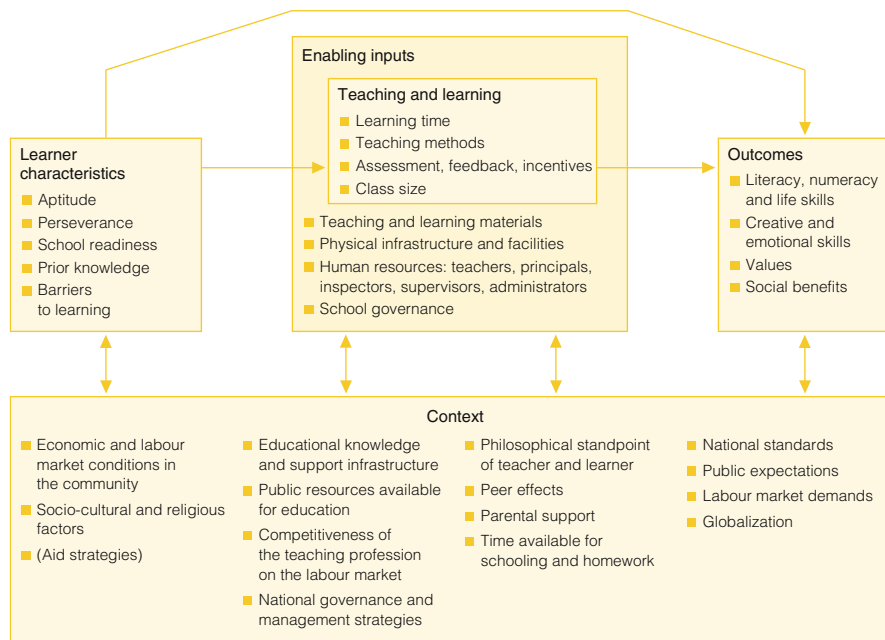 Enabling inputs
Teaching and learning
Learning time
Teaching methods
Assessment, feedback, incentives
Class size
Teaching and learning materials
Physical infrastructure and facilities
Human resources: teachers, principals,
inspectors, supervisors, administrators
School governance
Learner
characteristics
Aptitude
Perseverance
School readiness
Prior knowledge
Barriers
to learning
Outcomes
Literacy, numeracy
and life skills
Creative and
emotional skills
Values
Social benefits
Context
Economic and labour
market conditions in
the community
Socio-cultural and religious
factors
(Aid strategies)
Educational knowledge
and support infrastructure
Public resources available
for education
Competitiveness of
the teaching profession
on the labour market
National governance and
management strategies
Philosophical standpoint
of teacher and learner
Peer effects
Parental support
Time available for
schooling and homework
National standards
Public expectations
Labour market demands
Globalization